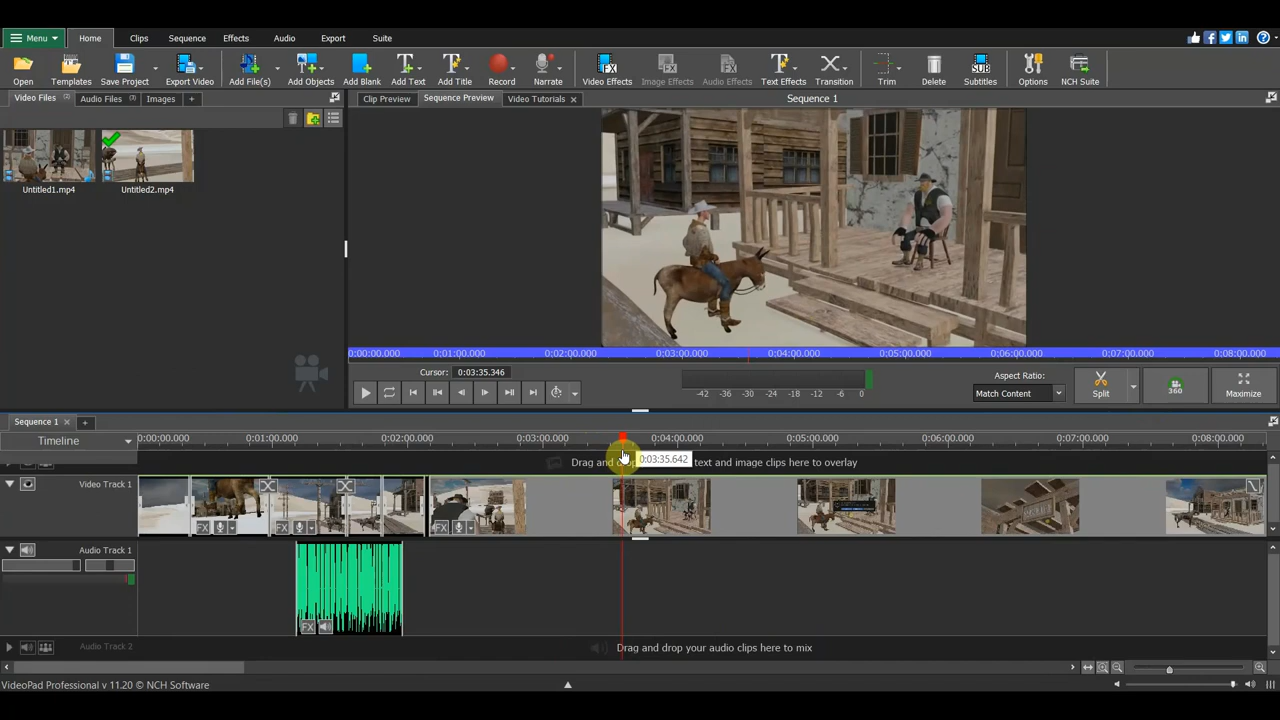 Menu Home Clips Sequence Effects Audio Export Suite
Open Templates Save Project Export Video Add File(s) Add Objects Add Blank Add Text Add Title Record Narrate Video Effects Image Effects Audio Effects Text Effects Transition Trim Delete Subtitles Options NCH Suite
Video Files (2) Audio Files (3) Images + Clip Preview Sequence Preview Video Tutorials Sequence 1
Untitled1.mp4 Untitled2.mp4
0:00:00.000 0:01:00.000 0:02:00.000 0:03:00.000 0:04:00.000 0:05:00.000 0:06:00.000 0:07:00.000 0:08:00.000
Cursor: 0:03:35.346
Aspect Ratio:
Match Content
-42 -36 -30 -24 -18 -12 -6 0
Split 360 Maximize
Sequence 1 +
Timeline 0:00:00.000 0:01:00.000 0:02:00.000 0:03:00.000 0:04:00.000 0:05:00.000 0:06:00.000 0:07:00.000 0:08:00.000
0:03:35.642
Drag and drop text and image clips here to overlay
Video Track 1
FX FX FX
Audio Track 1
FX
Audio Track 2 Drag and drop your audio clips here to mix
VideoPad Professional v 11.20 © NCH Software